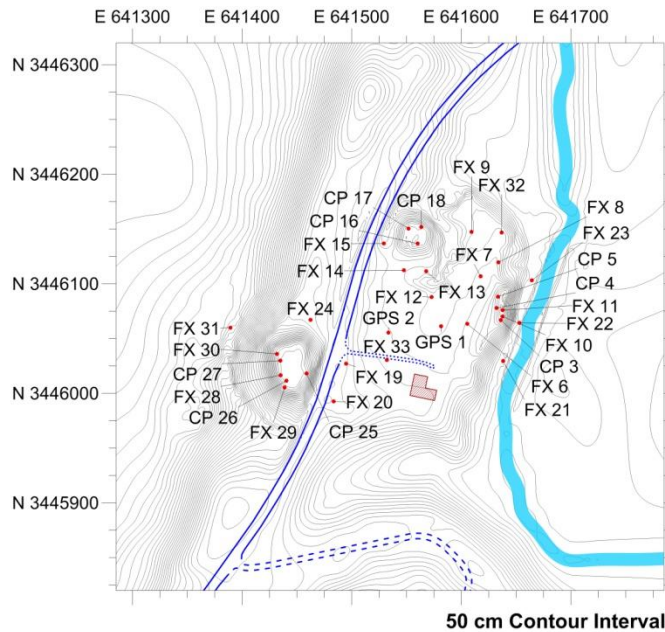 E 641300
E 641400
E 641500
E 641600
E 641700
N 3446300
N 3446200
N 3446100
N 3446000
N 3445900
FX 9
FX 32
CP 17
CP 18
FX 8
CP 16
FX 23
FX 15
FX 7
CP 5
FX 14
CP 4
FX 12
FX 13
FX 11
FX 24
GPS 2
FX 22
FX 31
GPS 1
FX 10
FX 30
FX 33
CP 3
CP 27
FX 19
FX 6
FX 28
FX 20
FX 21
CP 26
FX 29
CP 25
50 cm Contour Interval